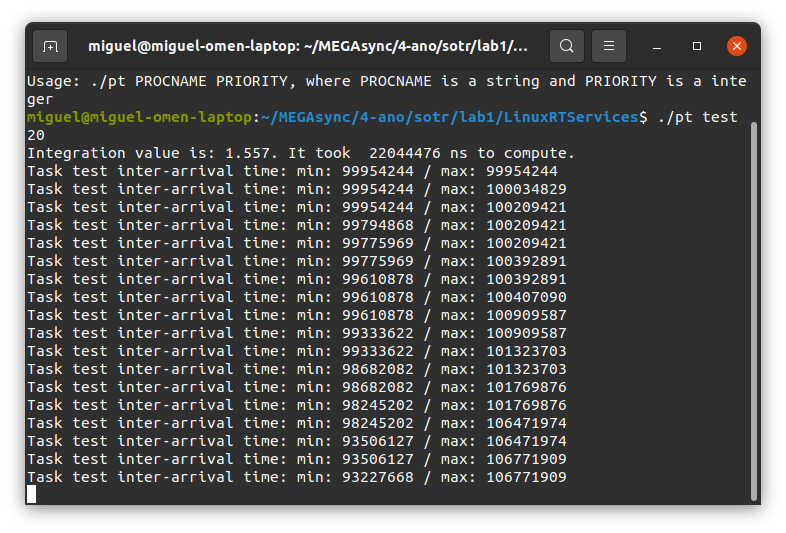 miguel@miguel-omen-laptop: ~/MEGAsync/4-ano/sotr/lab1/...
Usage: ./pt PROCNAME PRIORITY, where PROCNAME is a string and PRIORITY is a inte
ger
miguel@miguel-omen-laptop:~/MEGAsync/4-ano/sotr/lab1/LinuxRTServices$ ./pt test
20
Integration value is: 1.557. It took  22044476 ns to compute.
Task test inter-arrival time: min: 99954244 / max: 99954244
Task test inter-arrival time: min: 99954244 / max: 100034829
Task test inter-arrival time: min: 99954244 / max: 100209421
Task test inter-arrival time: min: 99794868 / max: 100209421
Task test inter-arrival time: min: 99775969 / max: 100209421
Task test inter-arrival time: min: 99775969 / max: 100392891
Task test inter-arrival time: min: 99610878 / max: 100392891
Task test inter-arrival time: min: 99610878 / max: 100407090
Task test inter-arrival time: min: 99610878 / max: 100909587
Task test inter-arrival time: min: 99333622 / max: 100909587
Task test inter-arrival time: min: 99333622 / max: 101323703
Task test inter-arrival time: min: 98682082 / max: 101323703
Task test inter-arrival time: min: 98682082 / max: 101769876
Task test inter-arrival time: min: 98245202 / max: 101769876
Task test inter-arrival time: min: 98245202 / max: 106471974
Task test inter-arrival time: min: 93506127 / max: 106471974
Task test inter-arrival time: min: 93506127 / max: 106771909
Task test inter-arrival time: min: 93227668 / max: 106771909